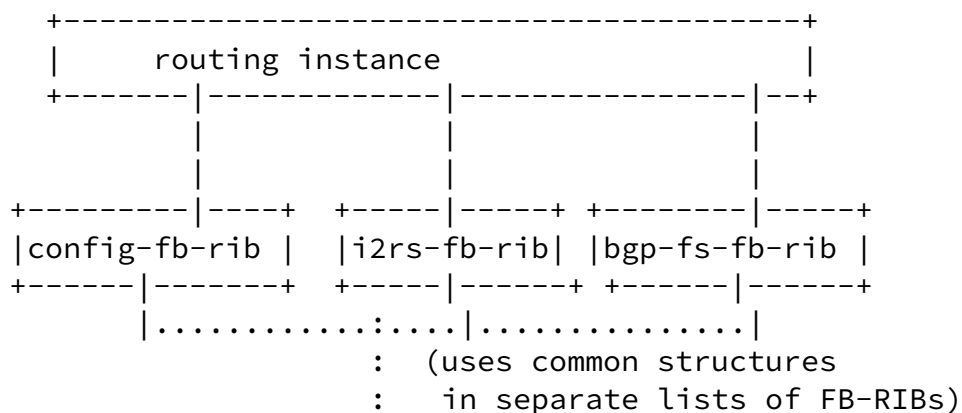 routing instance
config-fb-rib i2rs-fb-rib bgp-fs-fb-rib
(uses common structures
in separate lists of FB-RIBs)